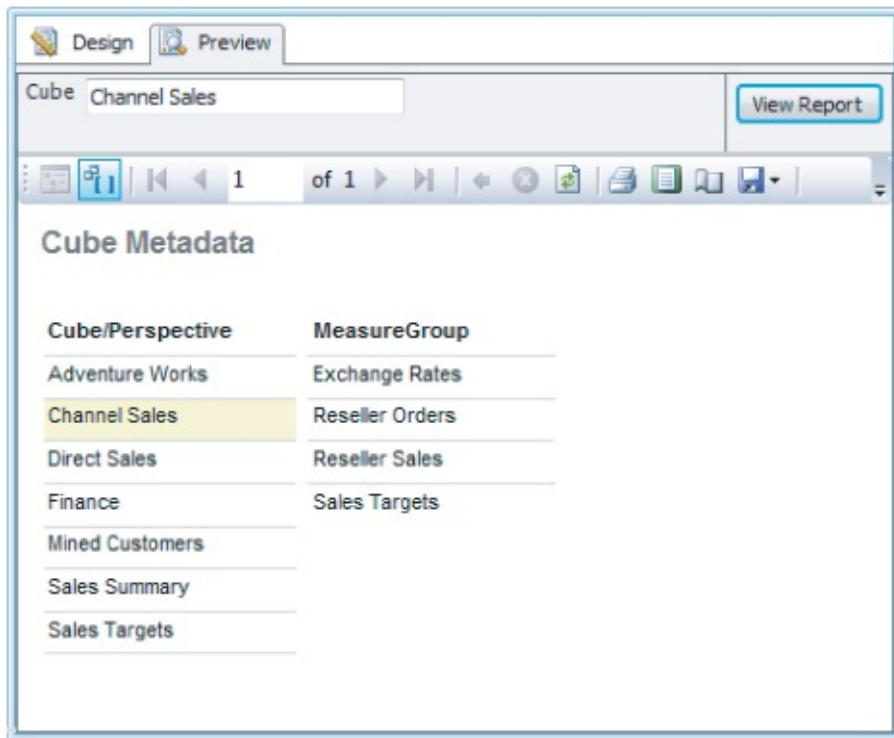 Design Preview
Cube Channel Sales View Report
1 of 1
Cube Metadata
Cube/Perspective MeasureGroup
Adventure Works Exchange Rates
Channel Sales Reseller Orders
Direct Sales Reseller Sales
Finance Sales Targets
Mined Customers
Sales Summary
Sales Targets